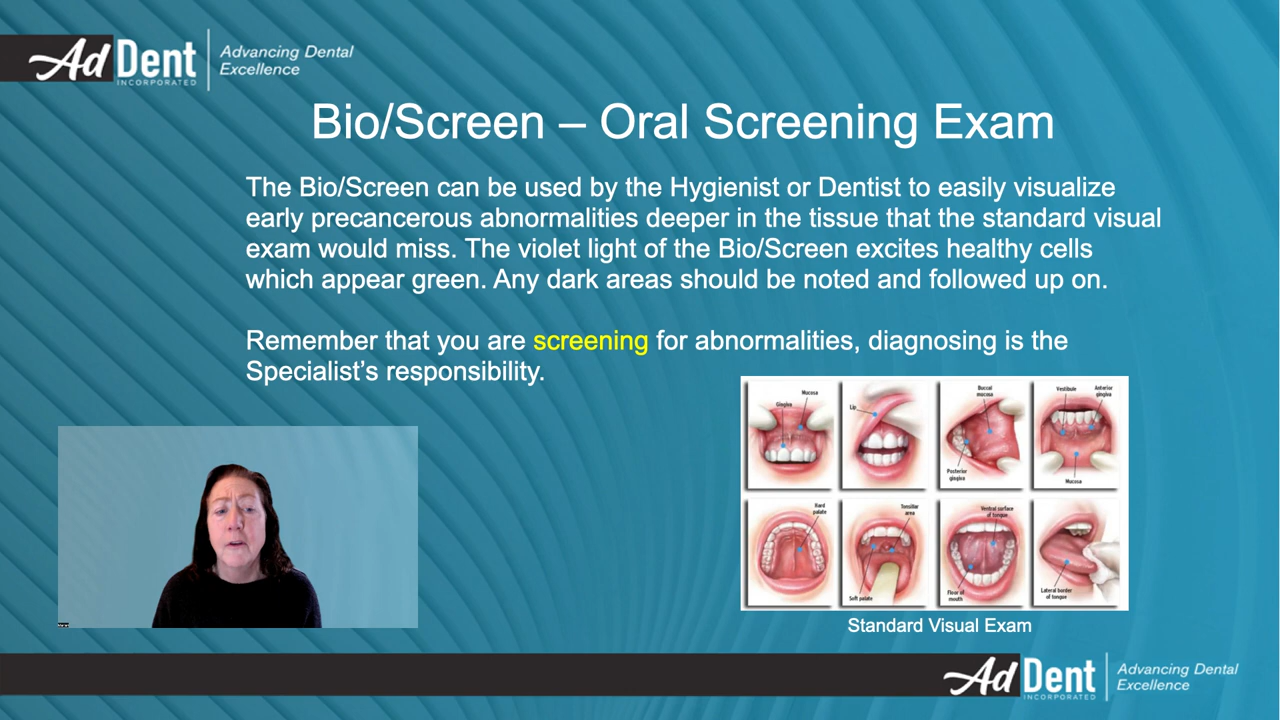 Ad Dent
INCORPORATED
Advancing Dental
Excellence
Bio/Screen – Oral Screening Exam
The Bio/Screen can be used by the Hygienist or Dentist to easily visualize
early precancerous abnormalities deeper in the tissue that the standard visual
exam would miss. The violet light of the Bio/Screen excites healthy cells
which appear green. Any dark areas should be noted and followed up on.
Remember that you are screening for abnormalities, diagnosing is the
Specialist’s responsibility.
Gingiva
Mucosa
Lip
Buccal
mucosa
Posterior
gingiva
Vestibule
Anterior
gingiva
Mucosa
Hard
palate
Tonsillar
area
Soft palate
Ventral surface
of tongue
Floor of
mouth
Lateral border
of tongue
Standard Visual Exam
Ad Dent
INCORPORATED
Advancing Dental
Excellence